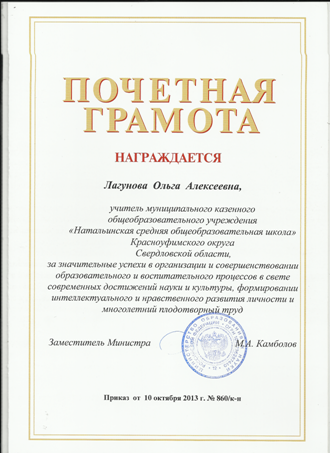 ПОЧЕТНАЯ
ГРАМОТА
НАГРАЖДАЕТСЯ
Лагунова Ольга Алексеевна,
учитель муниципального казенного
общеобразовательного учреждения
«Натальинская средняя общеобразовательная школа»
Красноуфимского округа
Свердловской области,
за значительные успехи в организации и совершенствовании
образовательного и воспитательного процессов в свете
современных достижений науки и культуры, формировании
интеллектуального и нравственного развития личности и
многолетний плодотворный труд
Заместитель Министра М.А. Камболов
Приказ от 10 октября 2013 г. № 860/к-н